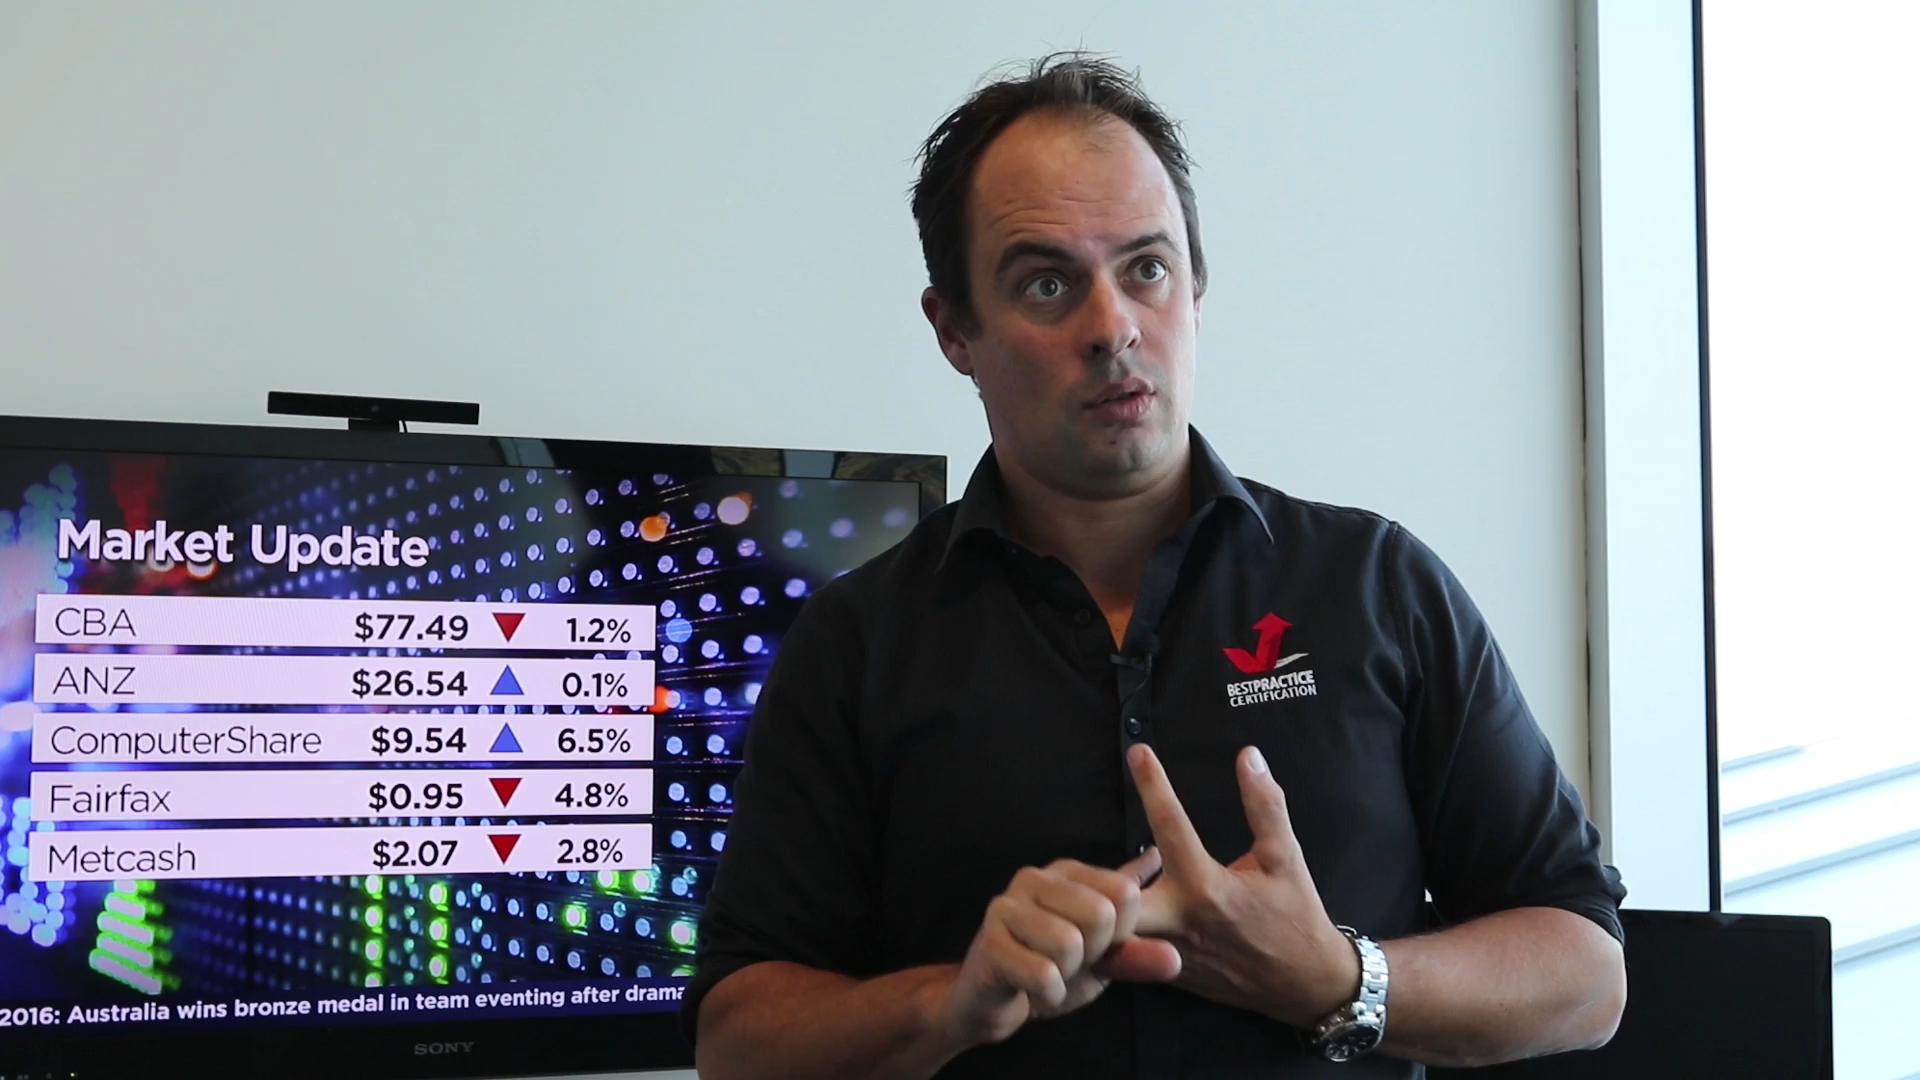 Market Update
CBA $77.49 1.2%
ANZ $26.54 0.1%
ComputerShare $9.54 6.5%
Fairfax $0.95 4.8%
Metcash $2.07 2.8%
2016: Australia wins bronze medal in team eventing after drama
SONY
BESTPRACTICE
CERTIFICATION